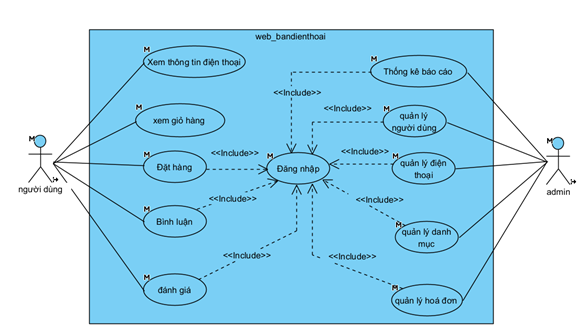 web_bandienthoai
Xem thông tin điện thoại
Thống kê báo cáo
<<Include>>
xem giỏ hàng
quản lý
người dùng
<<Include>>
Đặt hàng
<<Include>>
Đăng nhập
<<Include>>
quản lý điện
thoại
người dùng
admin
Bình luận
<<Include>>
<<Include>>
quản lý danh
mục
<<Include>>
<<Include>>
đánh giá
quản lý hoá đơn